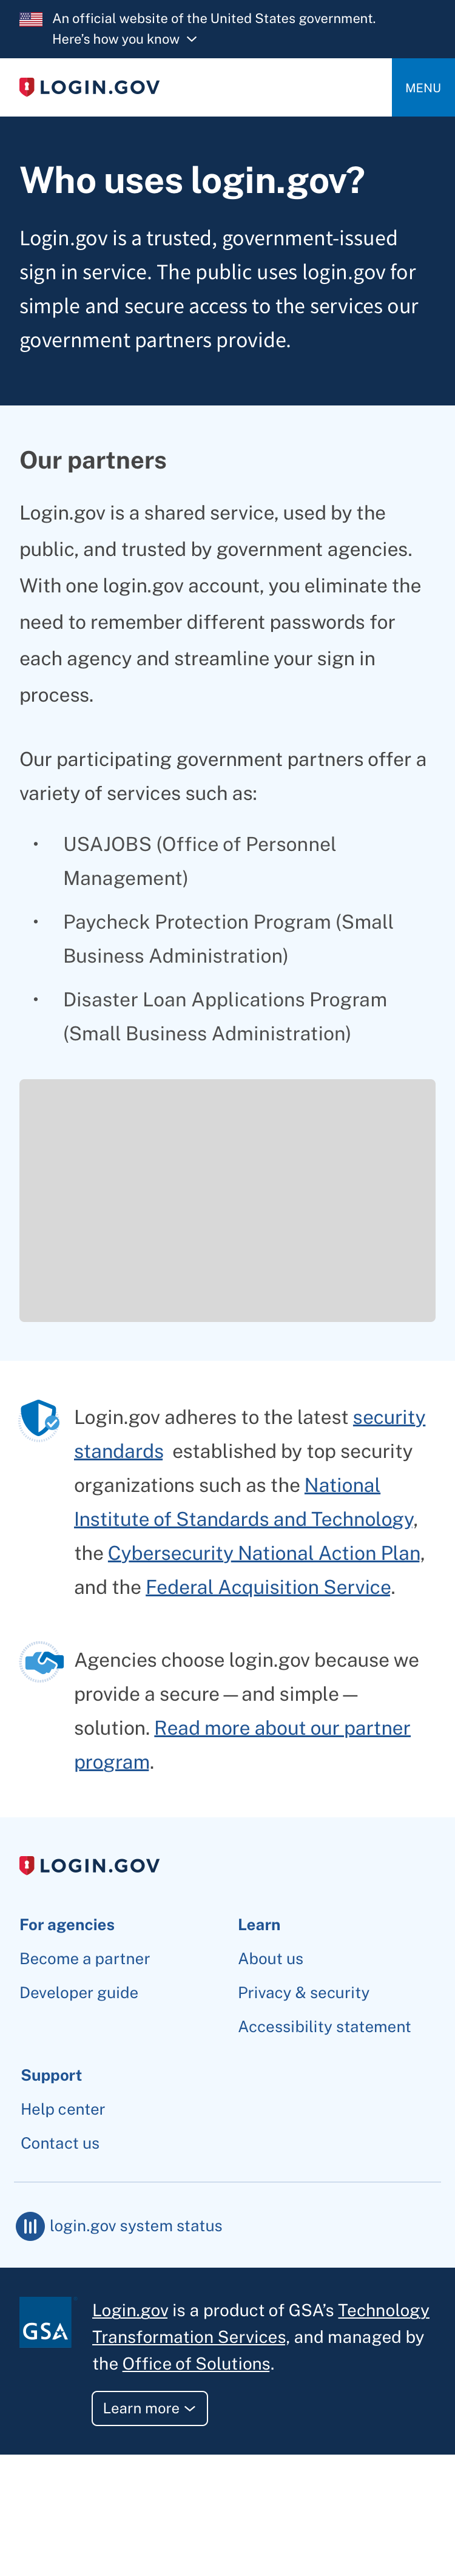 An official website of the United States government.
Here’s how you know
LOGIN.GOV
MENU
Who uses login.gov?
Login.gov is a trusted, government-issued
sign in service. The public uses login.gov for
simple and secure access to the services our
government partners provide.
Our partners
Login.gov is a shared service, used by the
public, and trusted by government agencies.
With one login.gov account, you eliminate the
need to remember different passwords for
each agency and streamline your sign in
process.
Our participating government partners offer a
variety of services such as:
• USAJOBS (Office of Personnel
Management)
• Paycheck Protection Program (Small
Business Administration)
• Disaster Loan Applications Program
(Small Business Administration)
Login.gov adheres to the latest security
standards established by top security
organizations such as the National
Institute of Standards and Technology,
the Cybersecurity National Action Plan,
and the Federal Acquisition Service.
Agencies choose login.gov because we
provide a secure — and simple —
solution. Read more about our partner
program.
LOGIN.GOV
For agencies
Become a partner
Developer guide
Learn
About us
Privacy & security
Accessibility statement
Support
Help center
Contact us
login.gov system status
GSA
Login.gov is a product of GSA’s Technology
Transformation Services, and managed by
the Office of Solutions.
Learn more